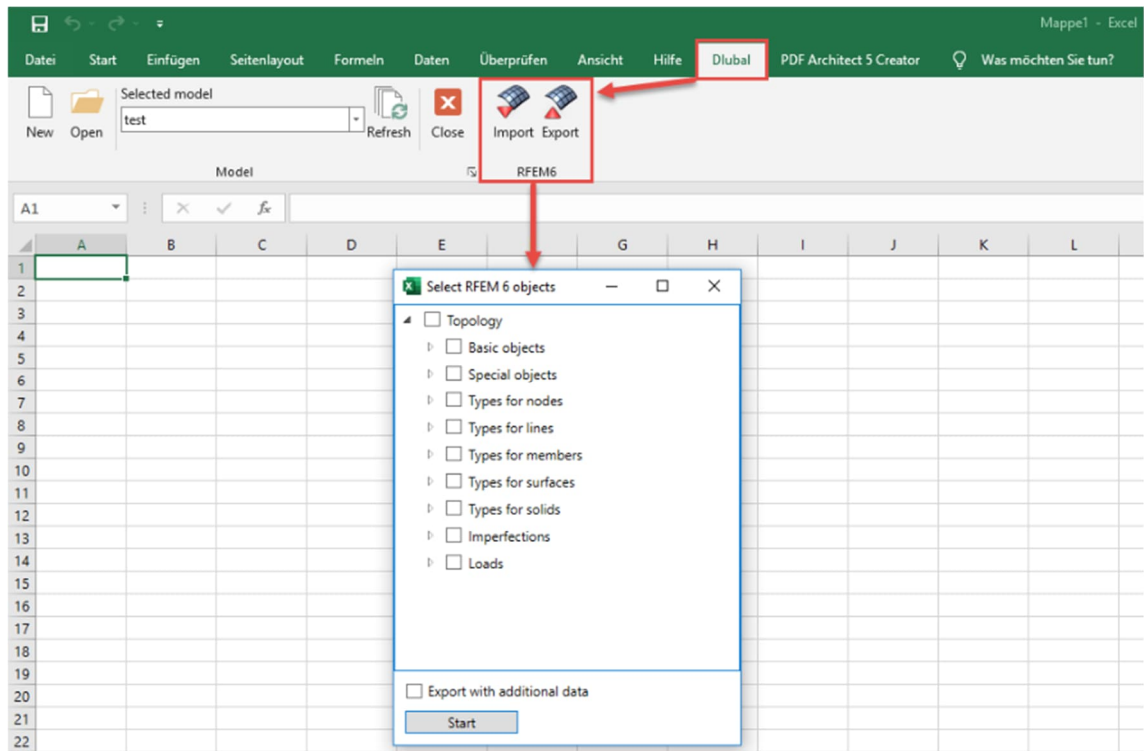 Mappe1 - Excel
Datei Start Einfügen Seitenlayout Formeln Daten Überprüfen Ansicht Hilfe Dlubal PDF Architect 5 Creator Was möchten Sie tun?
Selected model
test
New Open Refresh Close Import Export
Model RFEM6
A1 fx
A B C D E G H I J K L
1
2
3
4
5
6
7
8
9
10
11
12
13
14
15
16
17
18
19
20
21
22
Select RFEM 6 objects
Topology
Basic objects
Special objects
Types for nodes
Types for lines
Types for members
Types for surfaces
Types for solids
Imperfections
Loads
Export with additional data
Start